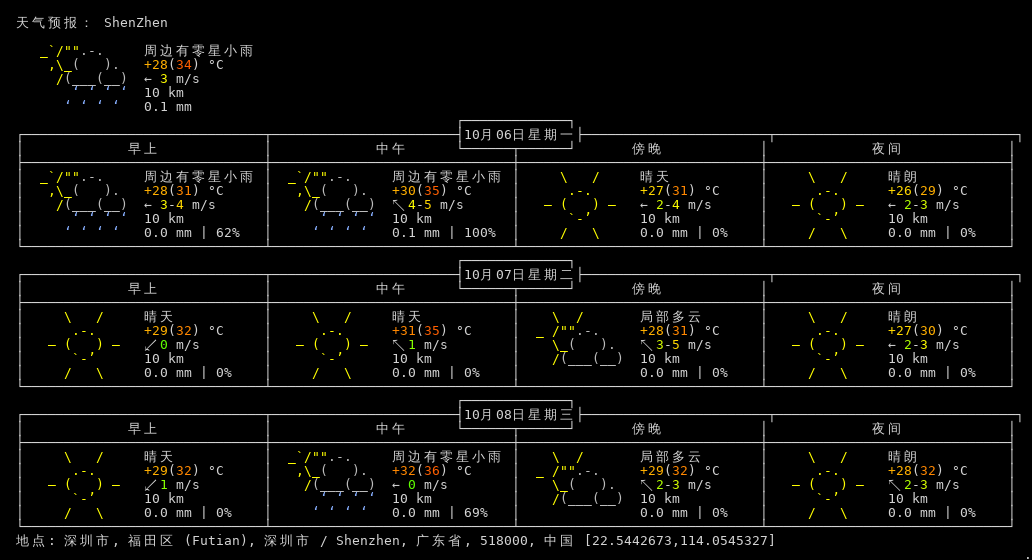 天气预报： ShenZhen
周边有零星小雨
+28(34) °C
← 3 m/s
10 km
0.1 mm
10月06日星期一
早上 中午 傍晚 夜间
周边有零星小雨 周边有零星小雨 晴天 晴朗
+28(31) °C +30(35) °C +27(31) °C +26(29) °C
← 3-4 m/s ↖ 4-5 m/s ← 2-4 m/s ← 2-3 m/s
10 km 10 km 10 km 10 km
0.0 mm | 62% 0.1 mm | 100% 0.0 mm | 0% 0.0 mm | 0%
10月07日星期二
早上 中午 傍晚 夜间
晴天 晴天 局部多云 晴朗
+29(32) °C +31(35) °C +28(31) °C +27(30) °C
↙ 0 m/s ↖ 1 m/s ↖ 3-5 m/s ← 2-3 m/s
10 km 10 km 10 km 10 km
0.0 mm | 0% 0.0 mm | 0% 0.0 mm | 0% 0.0 mm | 0%
10月08日星期三
早上 中午 傍晚 夜间
晴天 周边有零星小雨 局部多云 晴朗
+29(32) °C +32(36) °C +29(32) °C +28(32) °C
↙ 1 m/s ← 0 m/s ↖ 2-3 m/s ↖ 2-3 m/s
10 km 10 km 10 km 10 km
0.0 mm | 0% 0.0 mm | 69% 0.0 mm | 0% 0.0 mm | 0%
地点: 深圳市, 福田区 (Futian), 深圳市 / Shenzhen, 广东省, 518000, 中国 [22.5442673,114.0545327]